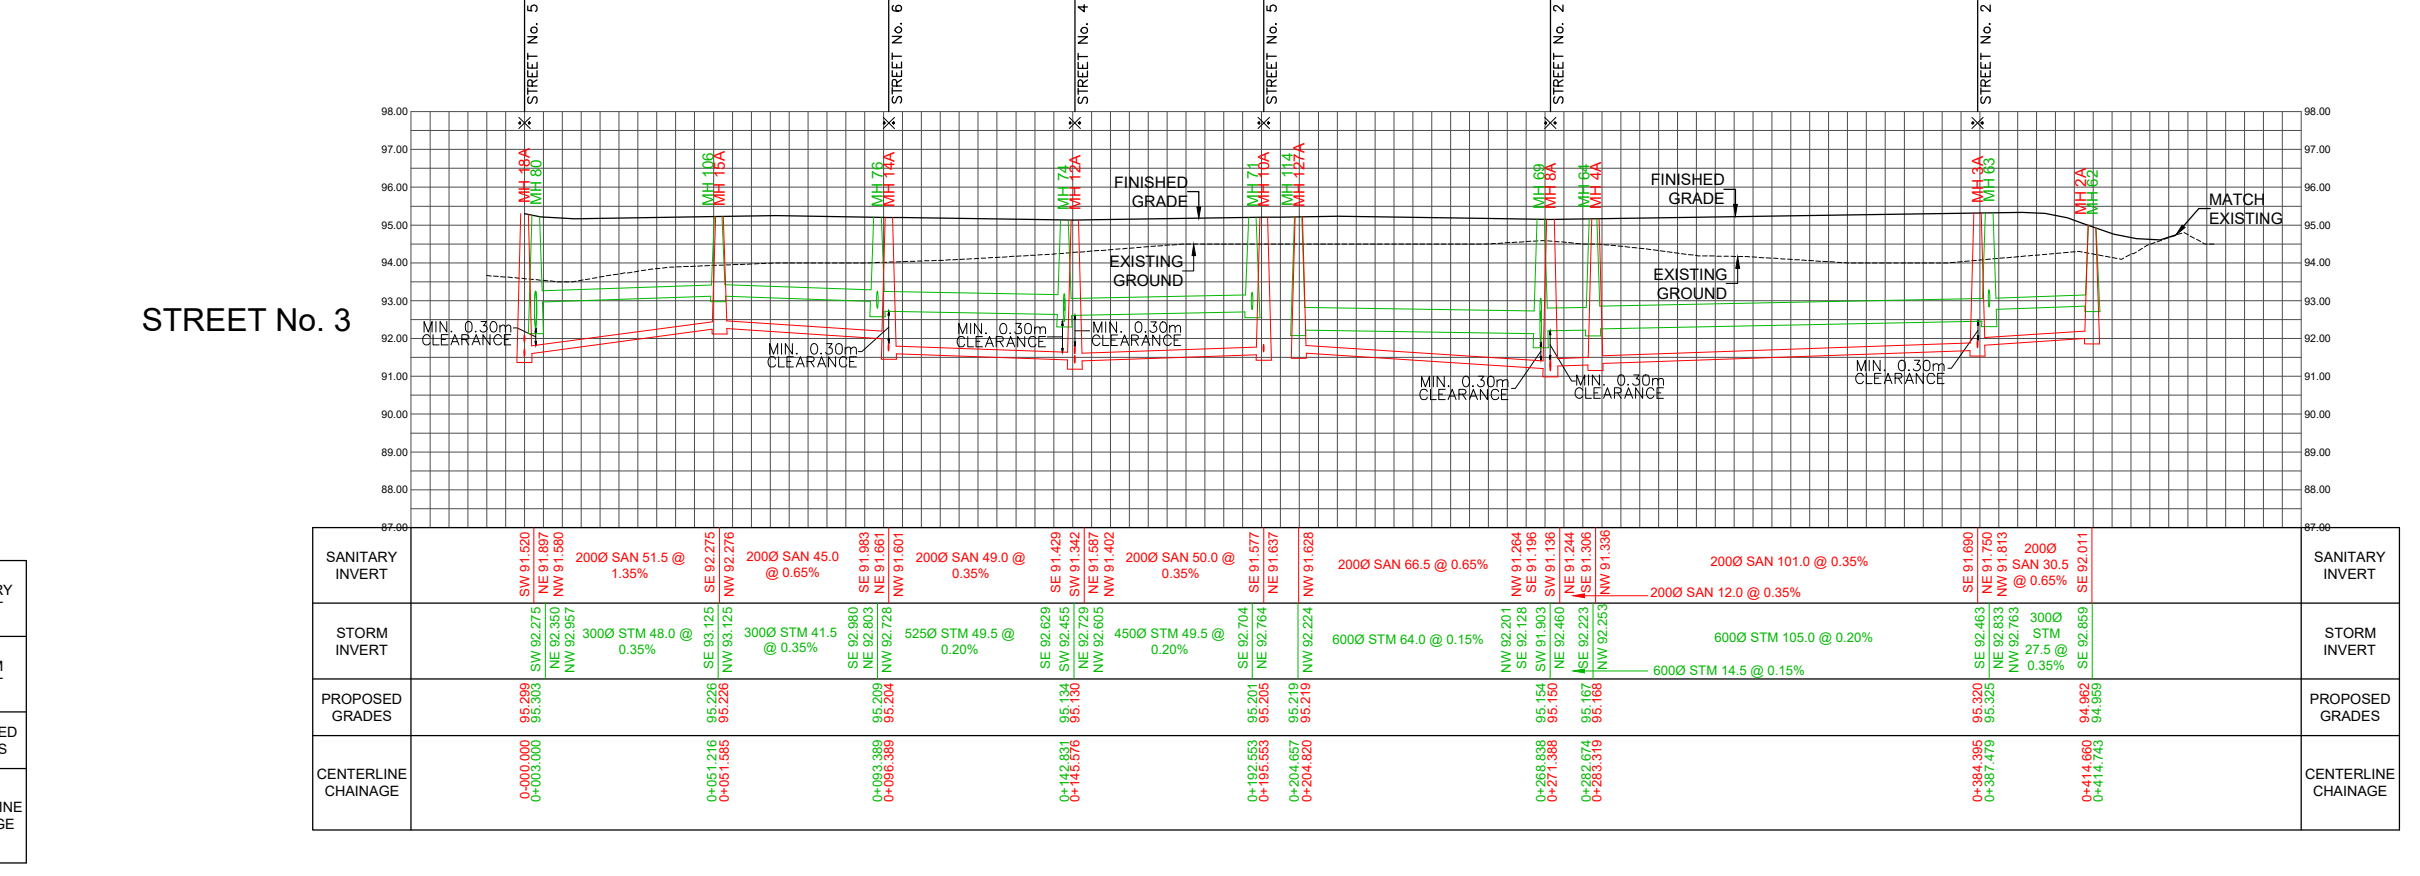 STREET No. 5
STREET No. 6
STREET No. 4
STREET No. 5
STREET No. 2
STREET No. 2
STREET No. 3
98.00
97.00
96.00
95.00
94.00
93.00
92.00
91.00
90.00
89.00
88.00
87.00
MH 18A
MH 80
MH 106
MH 15A
MH 76
MH 14A
MH 74
MH 12A
MH 71
MH 10A
MH 114
MH 127A
MH 69
MH 8A
MH 64
MH 4A
MH 3A
MH 63
MH 2A
MH 62
FINISHED
GRADE
EXISTING
GROUND
FINISHED
GRADE
EXISTING
GROUND
MATCH
EXISTING
MIN. 0.30m
CLEARANCE
MIN. 0.30m
CLEARANCE
MIN. 0.30m
CLEARANCE
MIN. 0.30m
CLEARANCE
MIN. 0.30m
CLEARANCE
MIN. 0.30m
CLEARANCE
MIN. 0.30m
CLEARANCE
98.00
97.00
96.00
95.00
94.00
93.00
92.00
91.00
90.00
89.00
88.00
87.00
SANITARY
INVERT
SW 91.520
NE 91.897
NW 91.580
200Ø SAN 51.5 @
1.35%
SE 92.275
NW 92.276
200Ø SAN 45.0
@ 0.65%
SE 91.983
NE 91.661
NW 91.601
200Ø SAN 49.0 @
0.35%
SE 91.429
SW 91.342
NE 91.587
NW 91.402
200Ø SAN 50.0 @
0.35%
SE 91.577
NE 91.637
NW 91.628
200Ø SAN 66.5 @ 0.65%
NW 91.264
SE 91.196
SW 91.136
NE 91.244
SE 91.306
NW 91.336
200Ø SAN 12.0 @ 0.35%
200Ø SAN 101.0 @ 0.35%
SE 91.690
NE 91.750
NW 91.813
200Ø
SAN 30.5
@ 0.65%
SE 92.011
SANITARY
INVERT
STORM
INVERT
SW 92.275
NE 92.350
NW 92.957
300Ø STM 48.0 @
0.35%
SE 93.125
NW 93.125
300Ø STM 41.5
@ 0.35%
SE 92.980
NE 92.803
NW 92.728
525Ø STM 49.5 @
0.20%
SE 92.629
SW 92.455
NE 92.729
NW 92.605
450Ø STM 49.5 @
0.20%
SE 92.704
NE 92.764
NW 92.224
600Ø STM 64.0 @ 0.15%
NW 92.201
SE 92.128
SW 91.903
NE 92.460
SE 92.223
NW 92.253
600Ø STM 14.5 @ 0.15%
600Ø STM 105.0 @ 0.20%
SE 92.463
NE 92.833
NW 92.763
300Ø
STM
27.5 @
0.35%
SE 92.859
STORM
INVERT
PROPOSED
GRADES
95.299
95.303
95.226
95.226
95.209
95.204
95.134
95.130
95.201
95.205
95.219
95.219
95.154
95.150
95.167
95.168
95.320
95.325
94.962
94.959
PROPOSED
GRADES
CENTERLINE
CHAINAGE
0-000.000
0+003.000
0+051.216
0+051.585
0+093.389
0+096.389
0+142.831
0+145.576
0+192.553
0+195.553
0+204.657
0+204.820
0+268.838
0+271.388
0+282.674
0+283.319
0+384.395
0+387.479
0+414.660
0+414.743
CENTERLINE
CHAINAGE